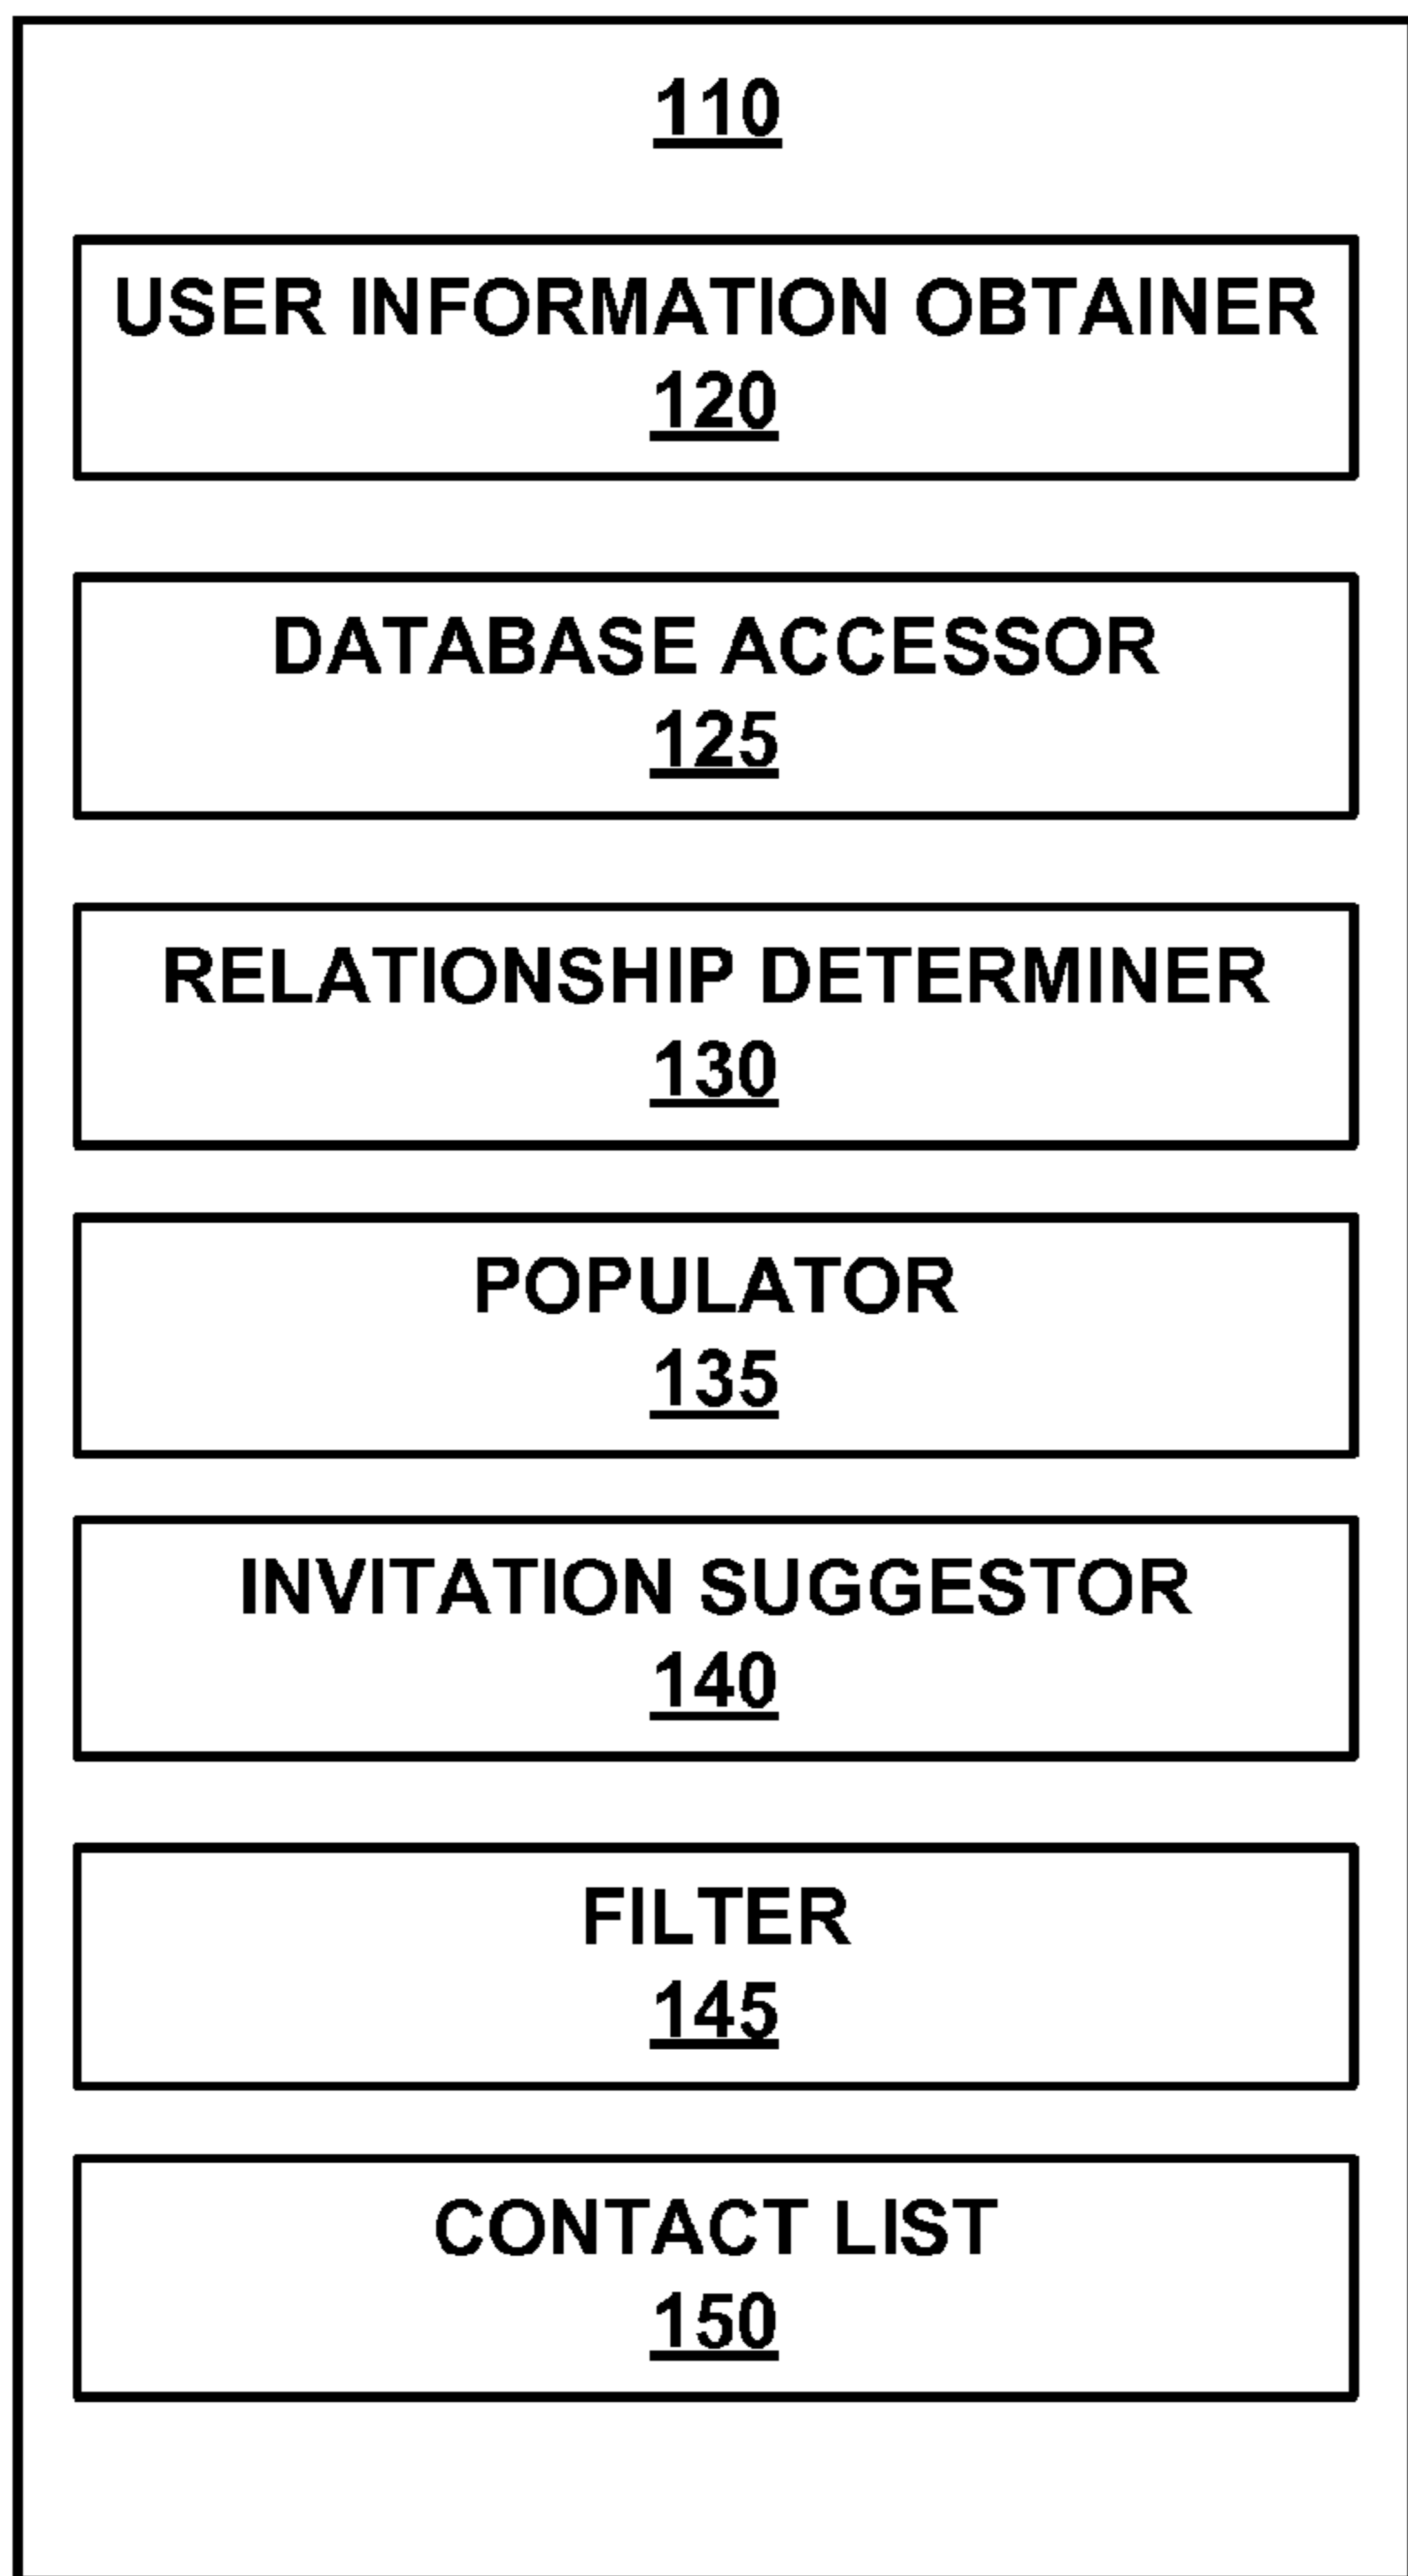 110
USER INFORMATION OBTAINER
120
DATABASE ACCESSOR
125
RELATIONSHIP DETERMINER
130
POPULATOR
135
INVITATION SUGGESTOR
140
FILTER
145
CONTACT LIST
150